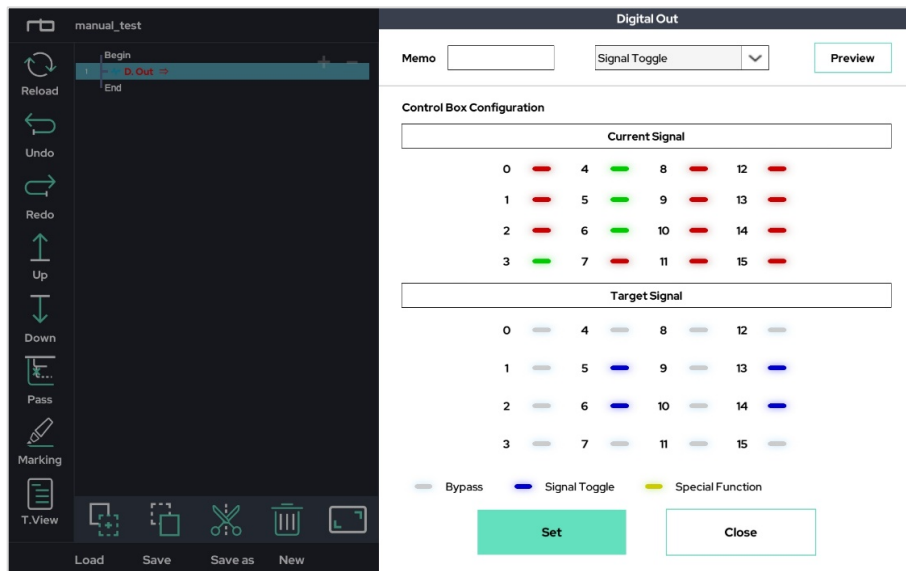 rb manual_test
Digital Out
Memo Signal Toggle Preview
Reload
Begin
1 D. Out ⇒
End
Undo
Redo
Up
Down
Pass
Marking
T.View
Load Save Save as New
Control Box Configuration
Current Signal
0 4 8 12
1 5 9 13
2 6 10 14
3 7 11 15
Target Signal
0 4 8 12
1 5 9 13
2 6 10 14
3 7 11 15
Bypass Signal Toggle Special Function
Set Close